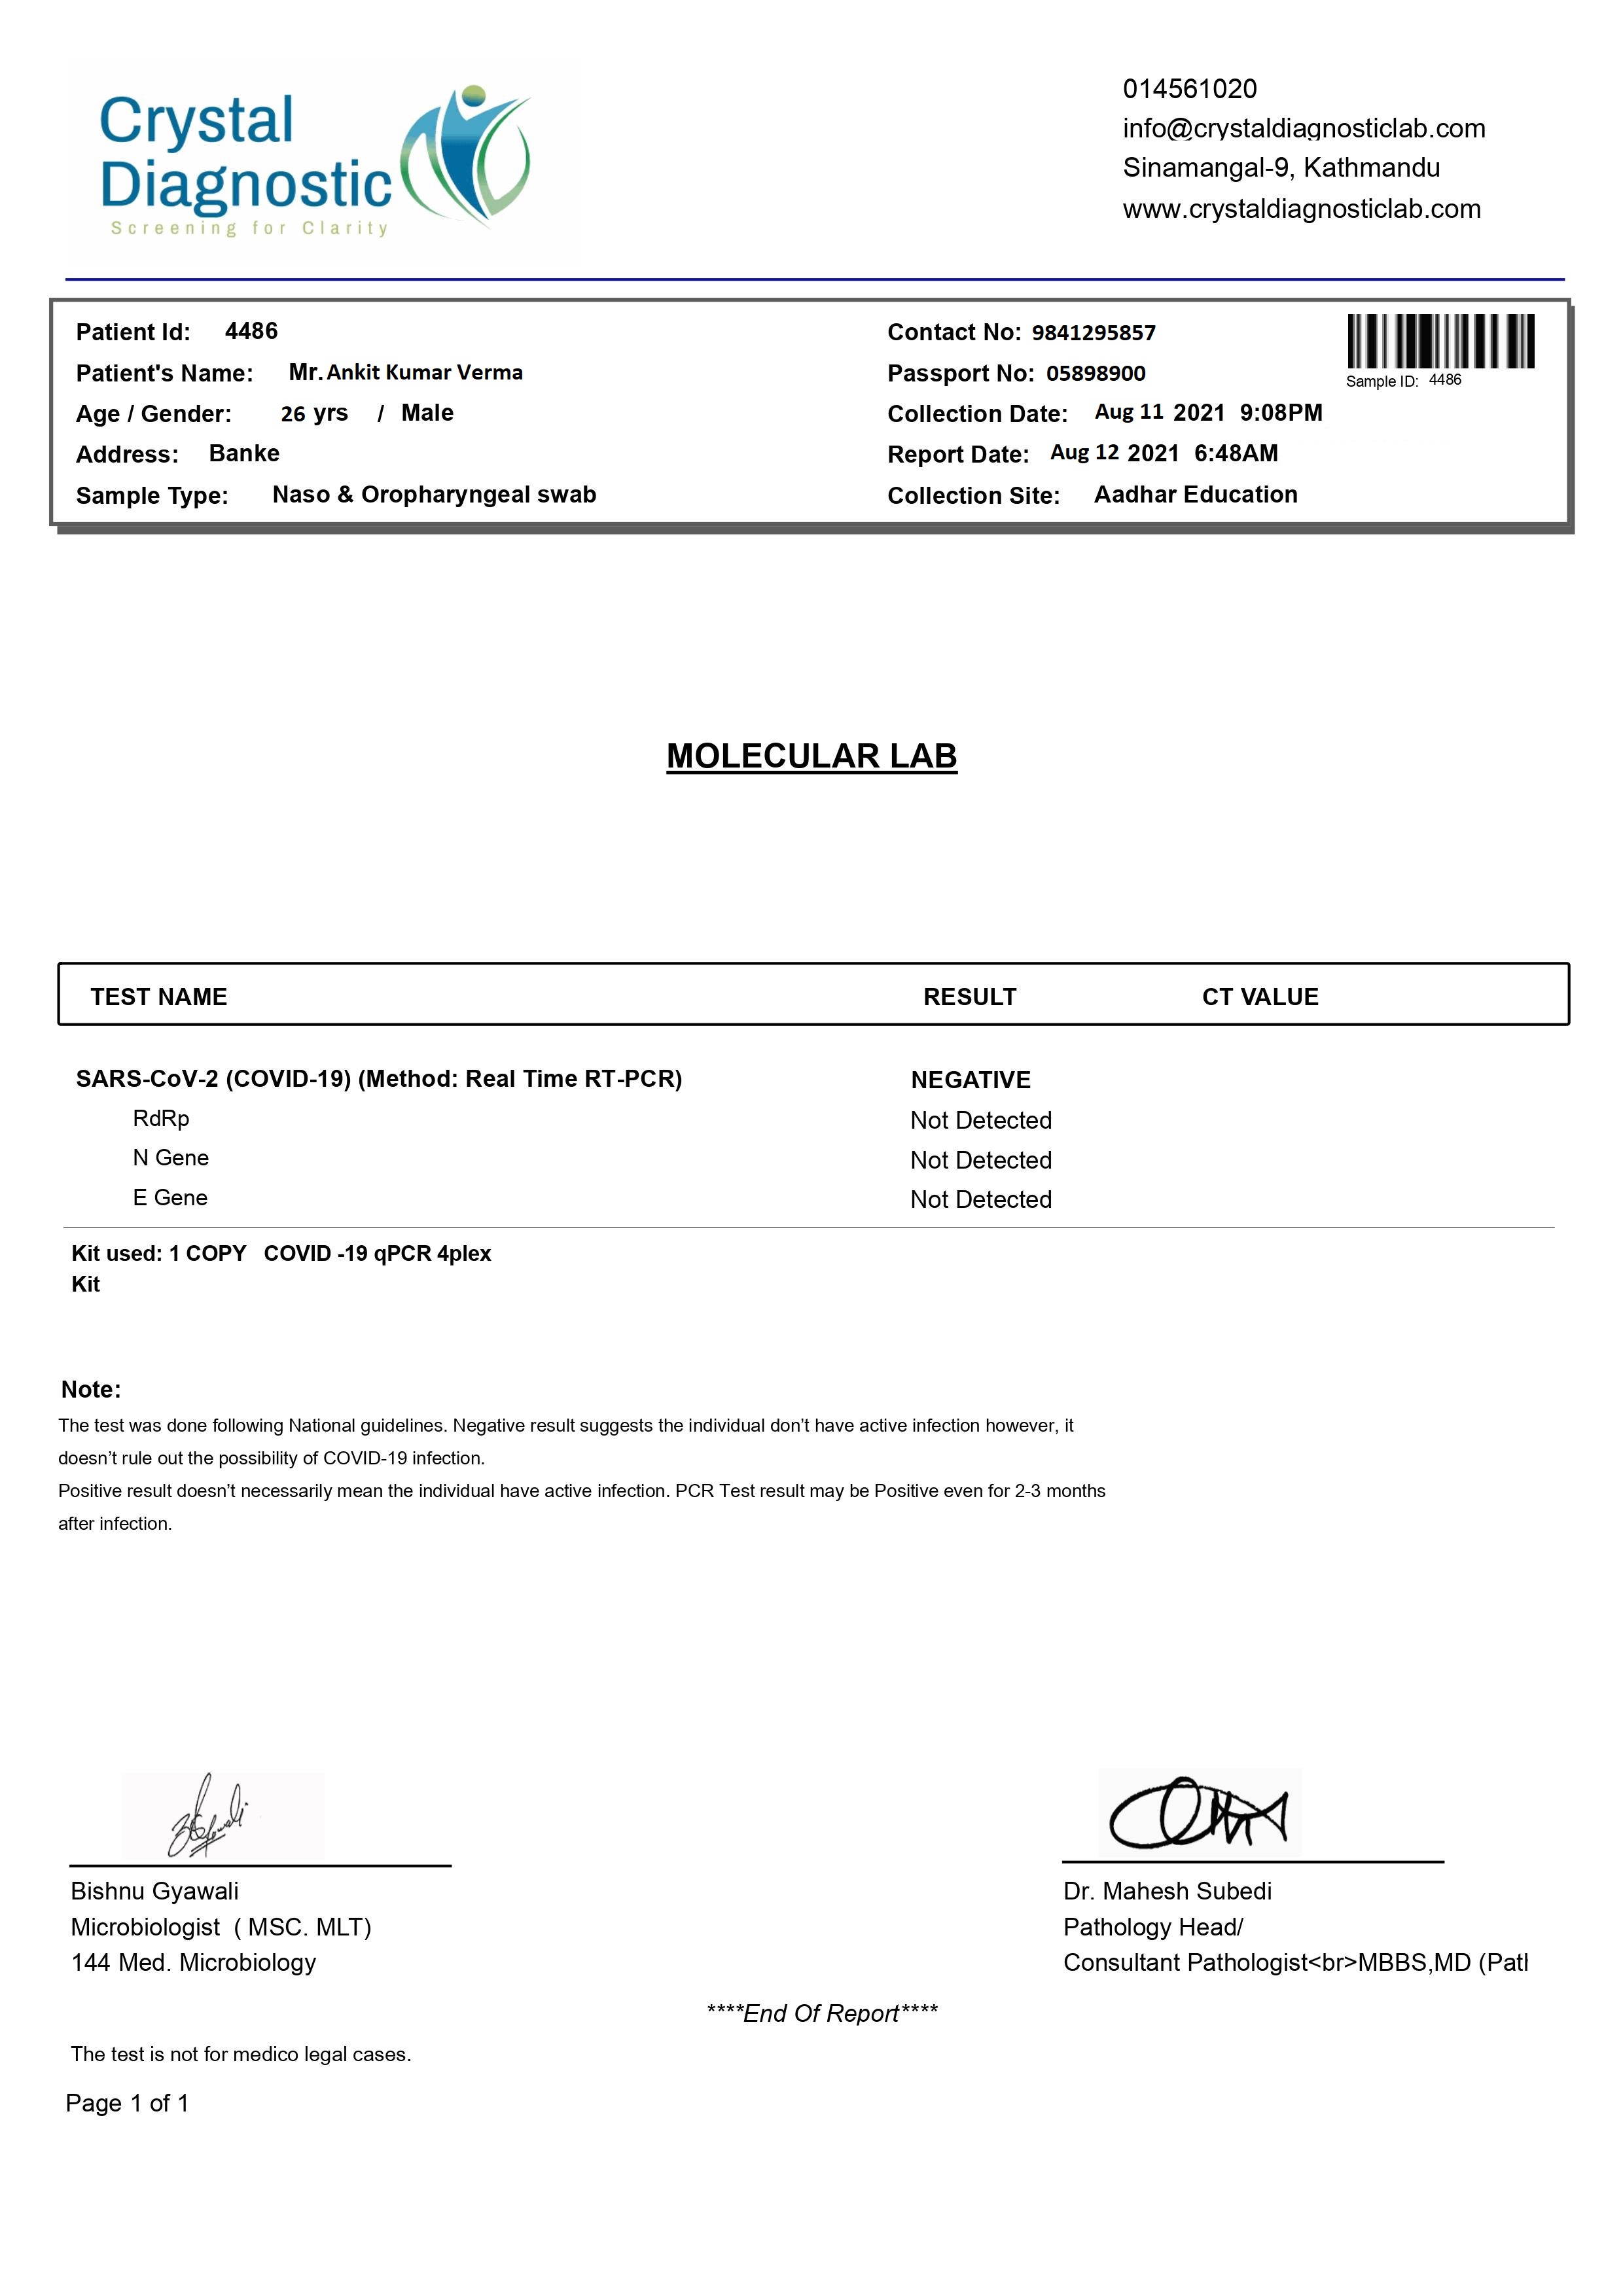 Crystal
Diagnostic
Screening for Clarity
014561020
info@crystaldiagnosticlab.com
Sinamangal-9, Kathmandu
www.crystaldiagnosticlab.com
Patient Id: 4486
Patient's Name: Mr. Ankit Kumar Verma
Age / Gender: 26 yrs / Male
Address: Banke
Sample Type: Naso & Oropharyngeal swab
Contact No: 9841295857
Passport No: 05898900
Collection Date: Aug 11 2021 9:08PM
Report Date: Aug 12 2021 6:48AM
Collection Site: Aadhar Education
Sample ID: 4486
MOLECULAR LAB
TEST NAME RESULT CT VALUE
SARS-CoV-2 (COVID-19) (Method: Real Time RT-PCR) NEGATIVE
RdRp Not Detected
N Gene Not Detected
E Gene Not Detected
Kit used: 1 COPY COVID -19 qPCR 4plex
Kit
Note:
The test was done following National guidelines. Negative result suggests the individual don’t have active infection however, it
doesn’t rule out the possibility of COVID-19 infection.
Positive result doesn’t necessarily mean the individual have active infection. PCR Test result may be Positive even for 2-3 months
after infection.
Bishnu Gyawali
Microbiologist ( MSC. MLT)
144 Med. Microbiology
Dr. Mahesh Subedi
Pathology Head/
Consultant Pathologist<br>MBBS,MD (Path
****End Of Report****
The test is not for medico legal cases.
Page 1 of 1